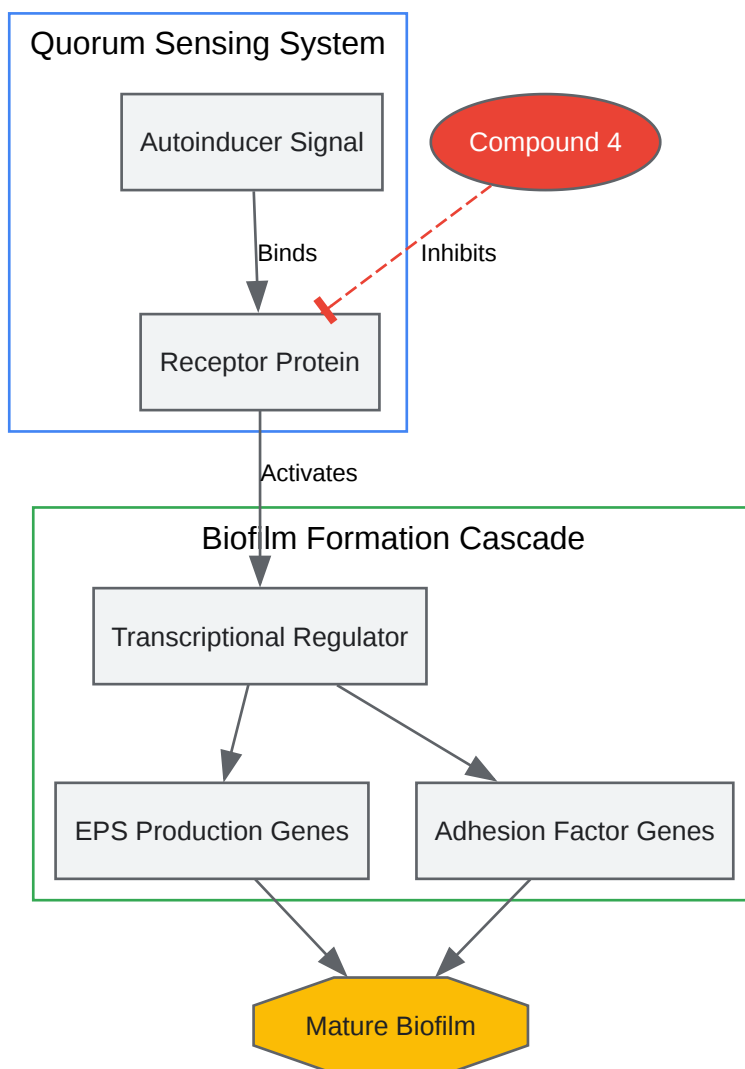 Quorum Sensing System
Autoinducer Signal
Compound 4
Binds
Inhibits
Receptor Protein
Activates
Biofilm Formation Cascade
Transcriptional Regulator
EPS Production Genes
Adhesion Factor Genes
Mature Biofilm